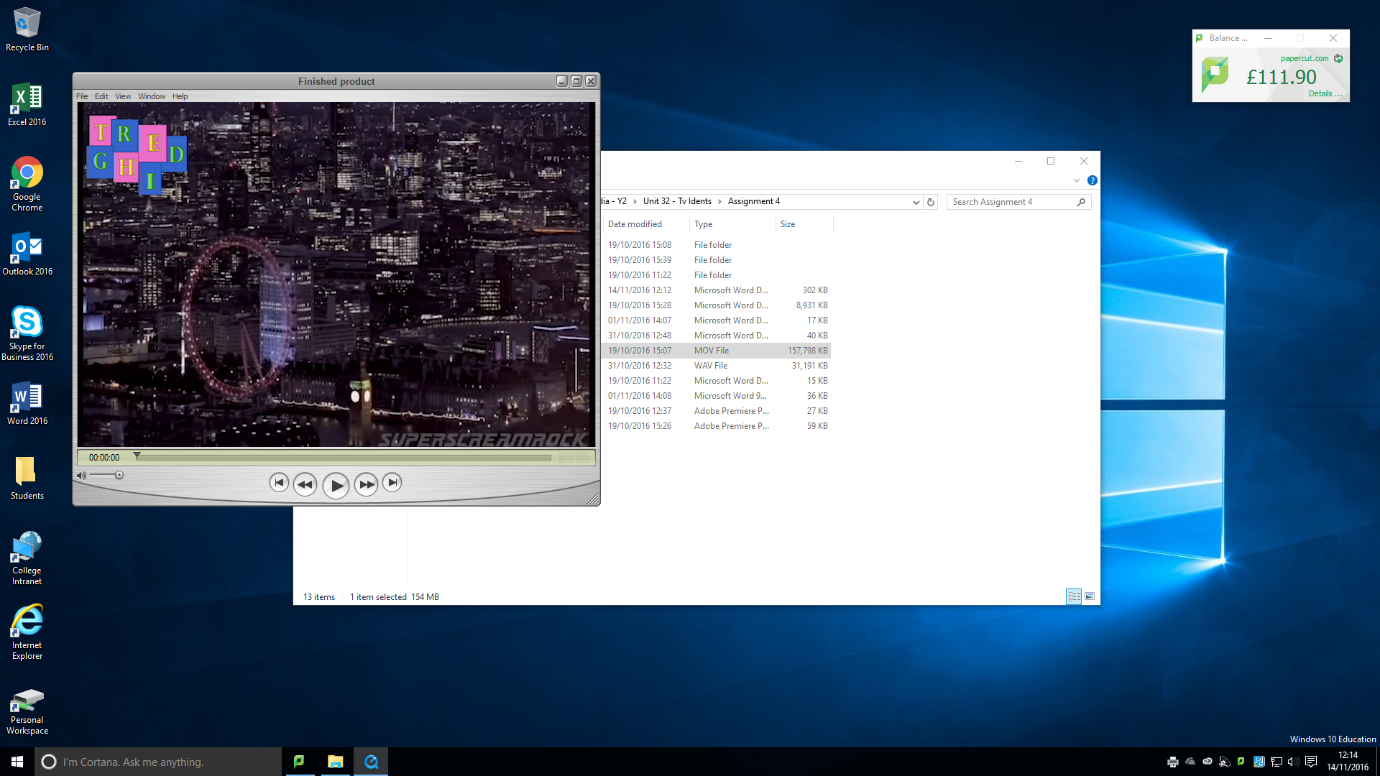 Recycle Bin
Excel 2016
Google
Chrome
Outlook 2016
Skype for
Business 2016
Word 2016
Students
College
Intranet
Internet
Explorer
Personal
Workspace
Finished product
File Edit View Window Help
T R E D
G H I
SUPERSCREAMROCK
00:00:00
dia - Y2 > Unit 32 - Tv Idents > Assignment 4
Search Assignment 4
Date modified Type Size
19/10/2016 15:08 File folder
19/10/2016 15:39 File folder
19/10/2016 11:22 File folder
14/11/2016 12:12 Microsoft Word D... 302 KB
19/10/2016 15:28 Microsoft Word D... 8,931 KB
01/11/2016 14:07 Microsoft Word D... 17 KB
31/10/2016 12:48 Microsoft Word D... 40 KB
19/10/2016 15:07 MOV File 157,798 KB
31/10/2016 12:32 WAV File 31,191 KB
19/10/2016 11:22 Microsoft Word D... 15 KB
01/11/2016 14:08 Microsoft Word 9... 36 KB
19/10/2016 12:37 Adobe Premiere P... 27 KB
19/10/2016 15:26 Adobe Premiere P... 59 KB
13 items 1 item selected 154 MB
Balance ...
papercut.com
£111.90
Details ...
Windows 10 Education
I'm Cortana. Ask me anything.
12:14
14/11/2016